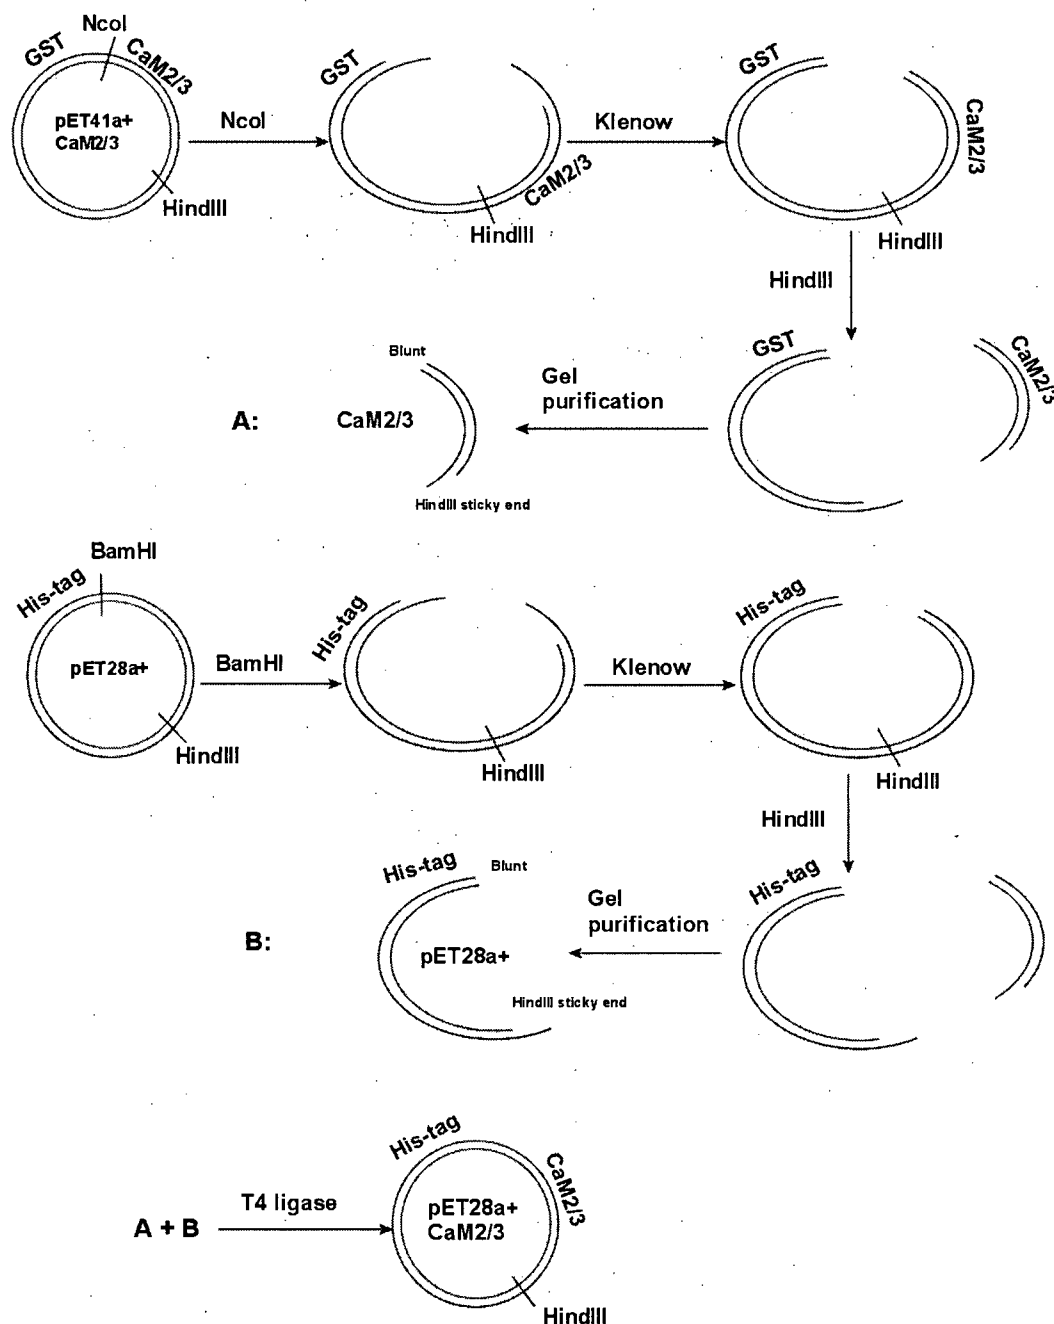 NcoI
GST
CaM2/3
pET41a+
CaM2/3
HindIII
NcoI
GST
CaM2/3
HindIII
Klenow
GST
CaM2/3
HindIII
HindIII
GST
CaM2/3
Gel
purification
Blunt
A:
CaM2/3
HindIII sticky end
BamHI
His-tag
pET28a+
HindIII
BamHI
His-tag
HindIII
Klenow
His-tag
HindIII
HindIII
His-tag
Gel
purification
His-tag
Blunt
B:
pET28a+
HindIII sticky end
A + B
T4 ligase
His-tag
CaM2/3
pET28a+
CaM2/3
HindIII